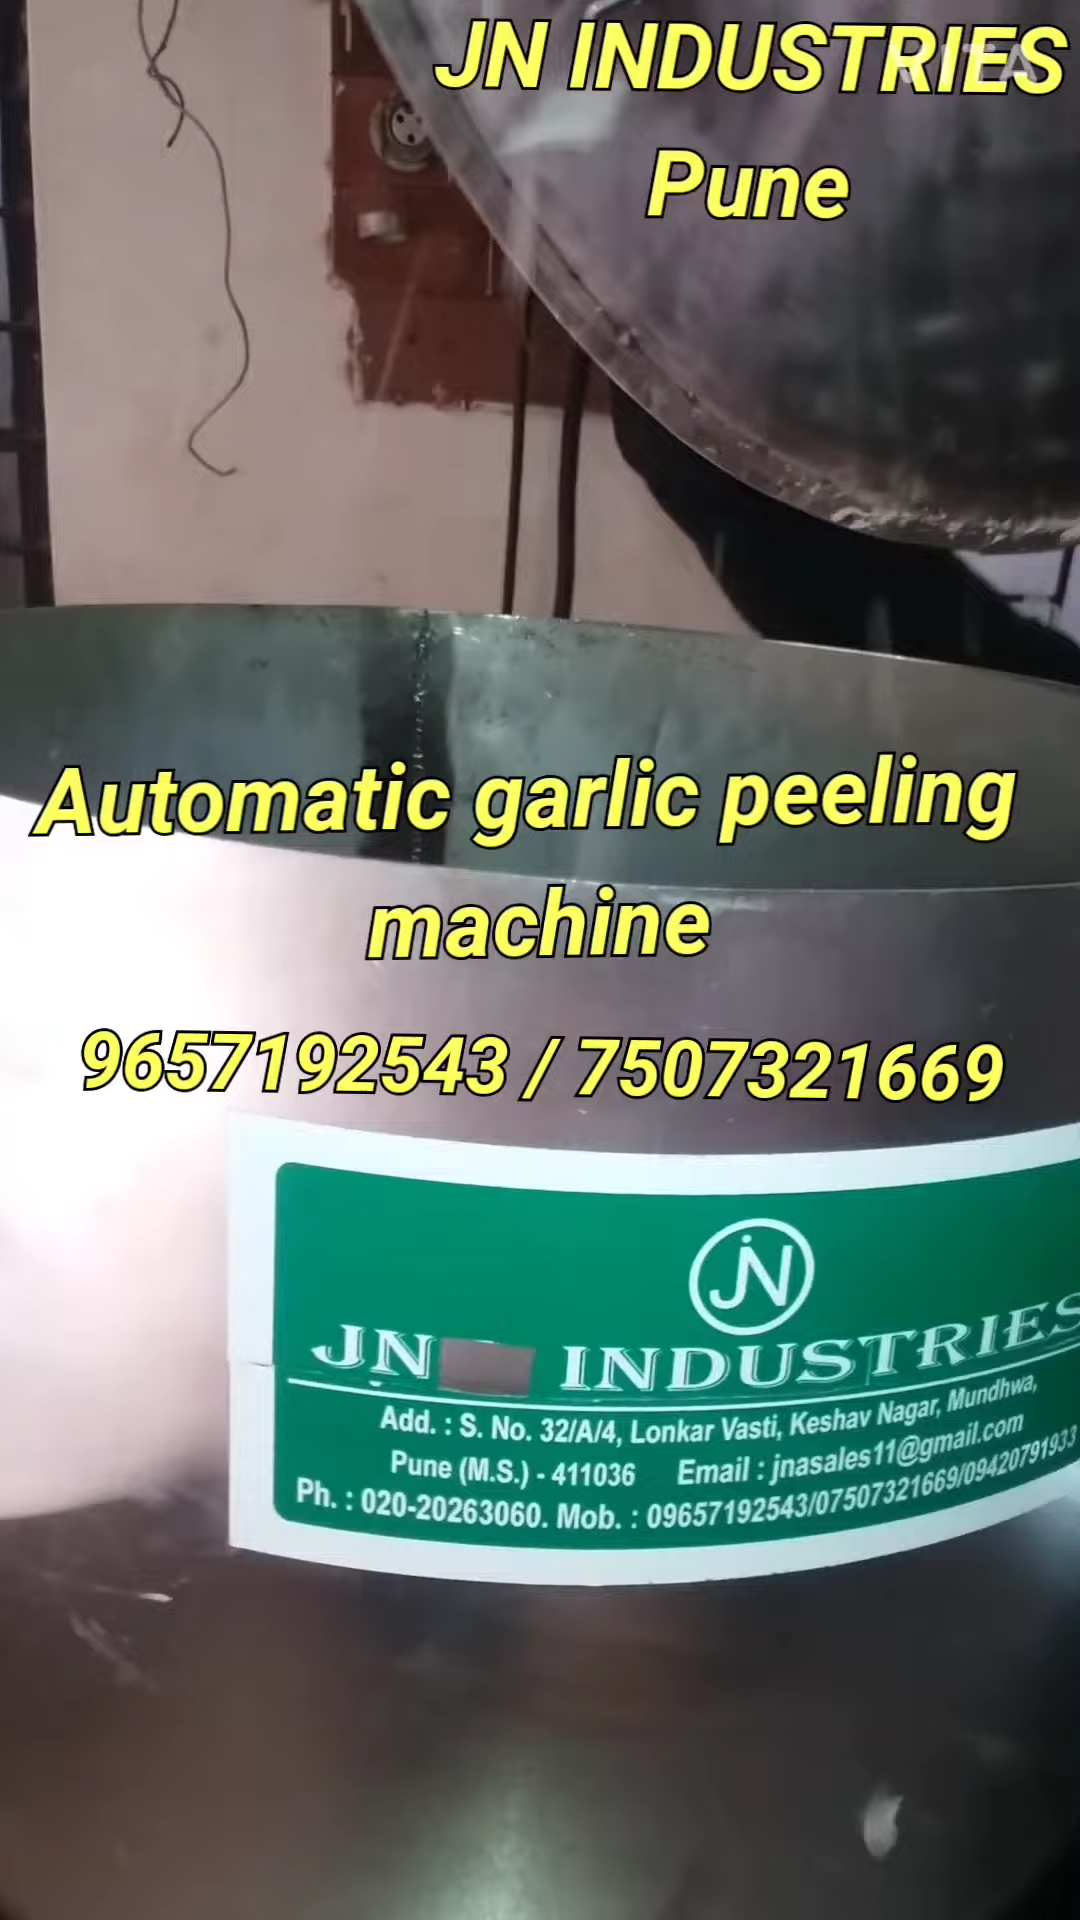 JN INDUSTRIES
VITA
Pune
Automatic garlic peeling
machine
9657192543 / 7507321669
JN
JN INDUSTRIES
Add. : S. No. 32/A/4, Lonkar Vasti, Keshav Nagar, Mundhwa,
Pune (M.S.) - 411036 Email : jnasales11@gmail.com
Ph. : 020-20263060. Mob. : 09657192543/07507321669/09420791933